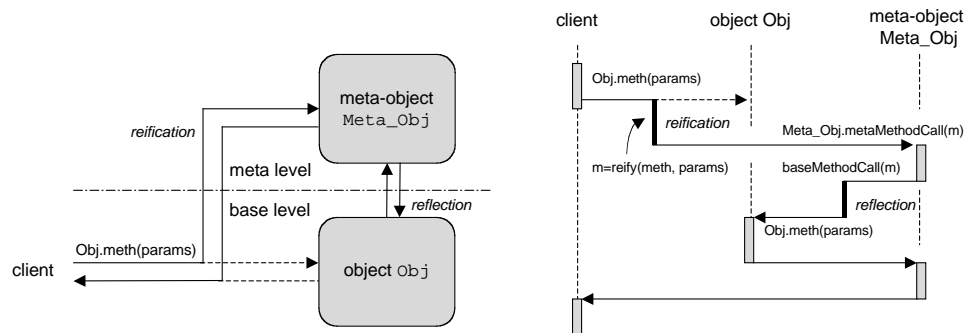 meta-object
Meta_Obj
reification
meta level
base level
reflection
Obj.meth(params)
client
object Obj
client
object Obj
meta-object
Meta_Obj
Obj.meth(params)
reification
Meta_Obj.metaMethodCall(m)
m=reify(meth, params)
baseMethodCall(m)
reflection
Obj.meth(params)